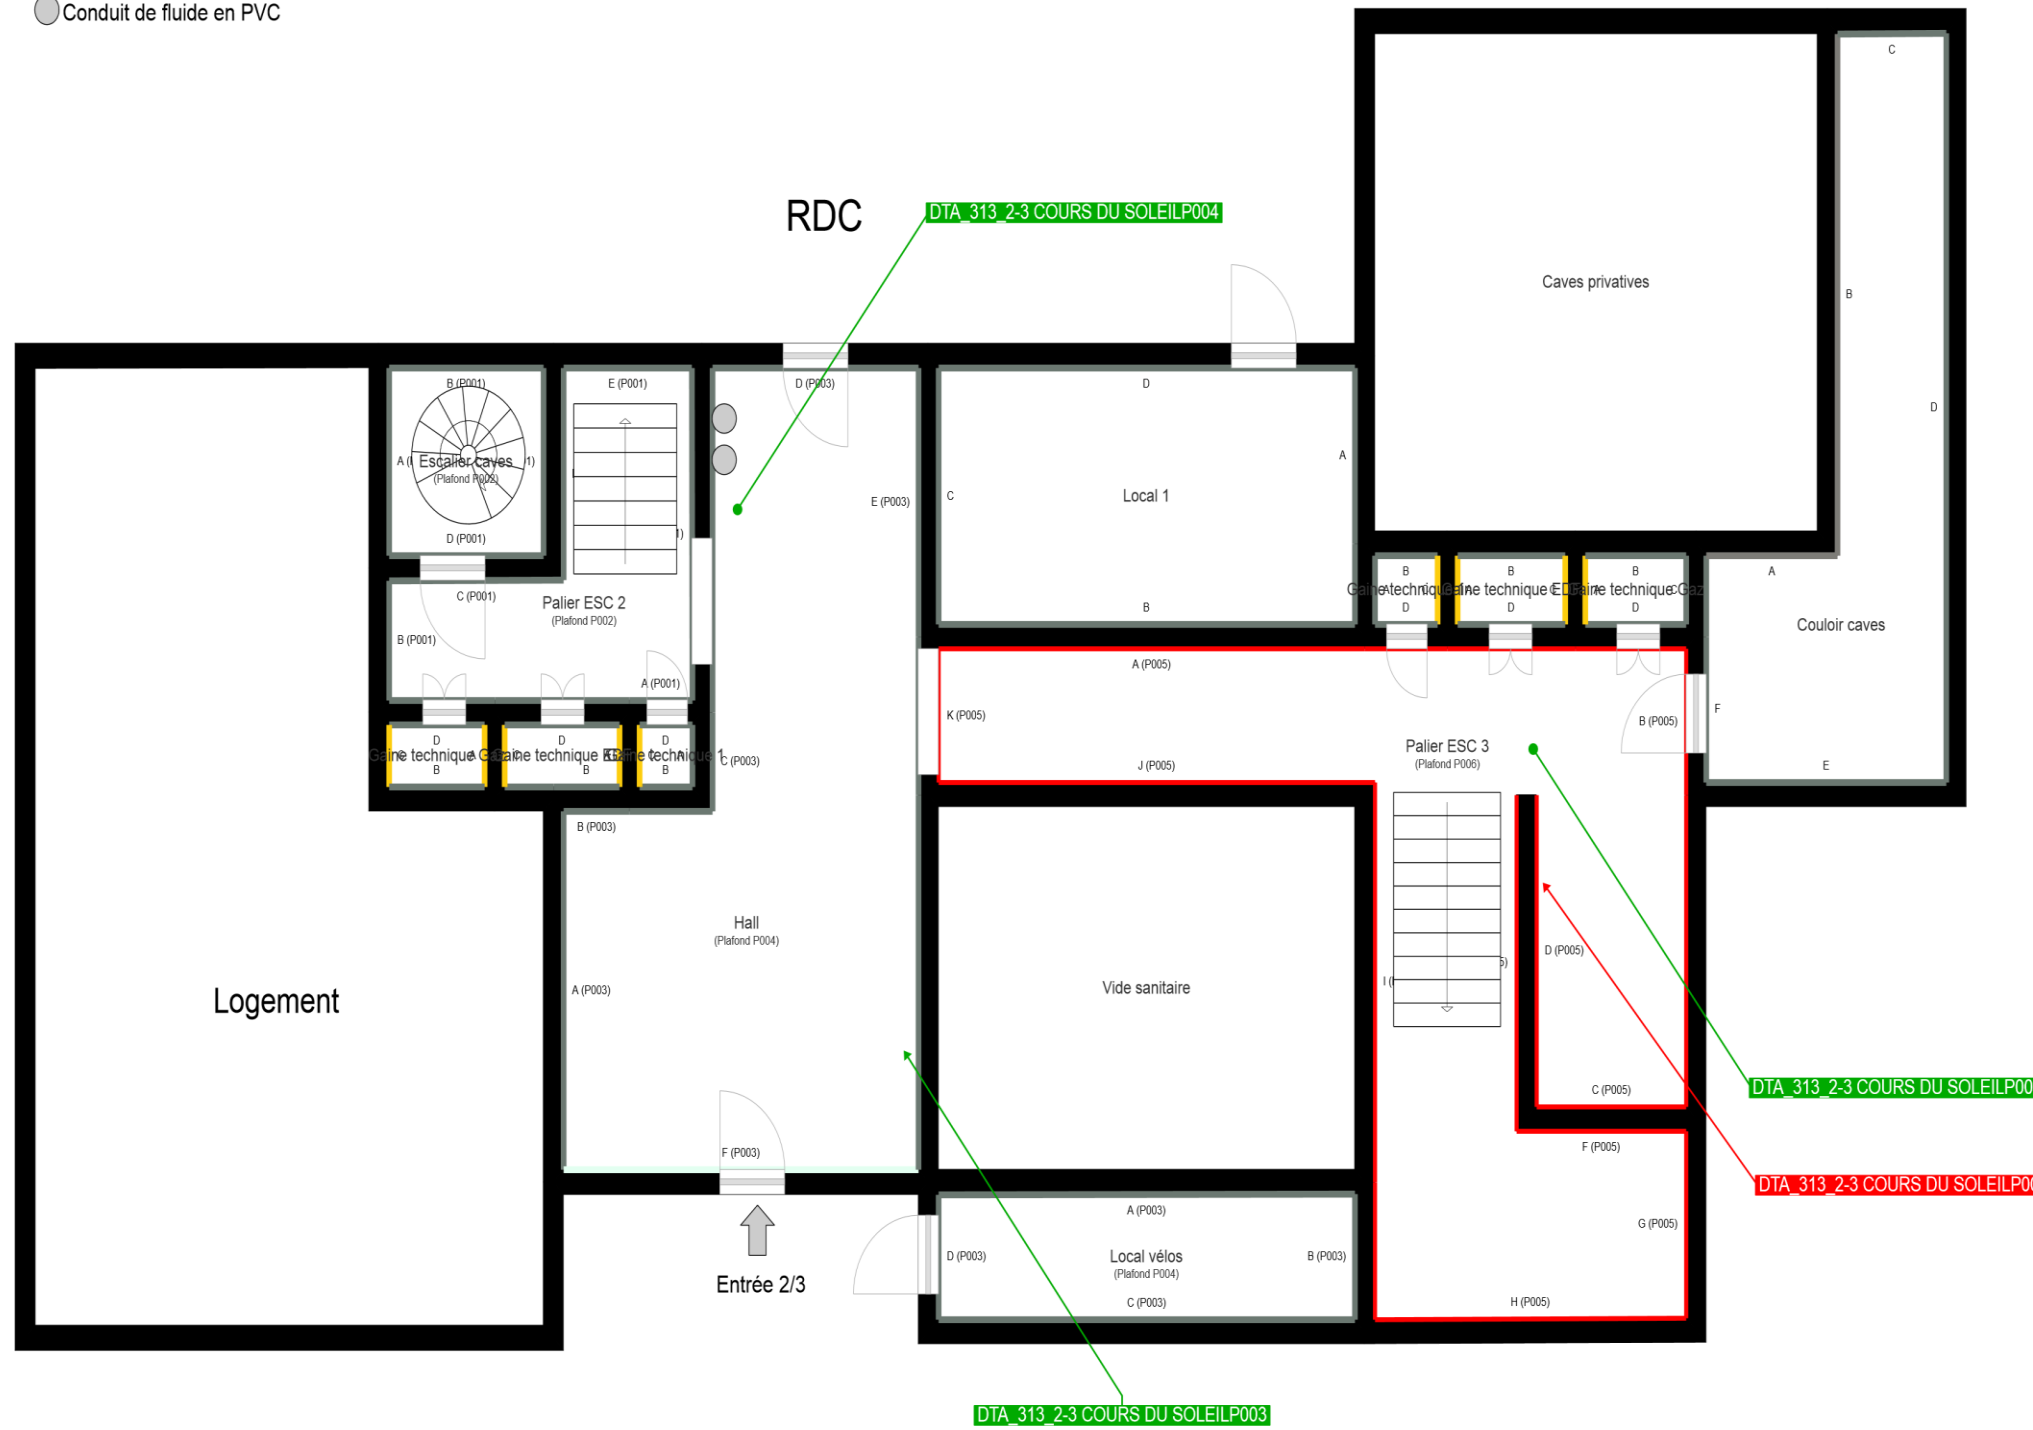 Conduit de fluide en PVC
RDC
DTA_313_2-3 COURS DU SOLEILP004
C
B
D
Caves privatives
B (P001)
E (P001)
D (P003)
Escalier caves
(Plafond P002)
D (P001)
E (P003)
D
C
A
Local 1
B
C (P001)
Palier ESC 2
(Plafond P002)
B (P001)
A (P001)
B
D
B
D
B
D
A
Couloir caves
F
E
A (P005)
K (P005)
B (P005)
J (P005)
Palier ESC 3
(Plafond P006)
D
B
D
B
D
B
Gaine technique
C (P003)
B (P003)
Hall
(Plafond P004)
A (P003)
D (P005)
Logement
Vide sanitaire
C (P005)
DTA_313_2-3 COURS DU SOLEILP00
F (P003)
F (P005)
DTA_313_2-3 COURS DU SOLEILP00
A (P003)
G (P005)
D (P003)
Local vélos
(Plafond P004)
B (P003)
C (P003)
H (P005)
Entrée 2/3
DTA_313_2-3 COURS DU SOLEILP003